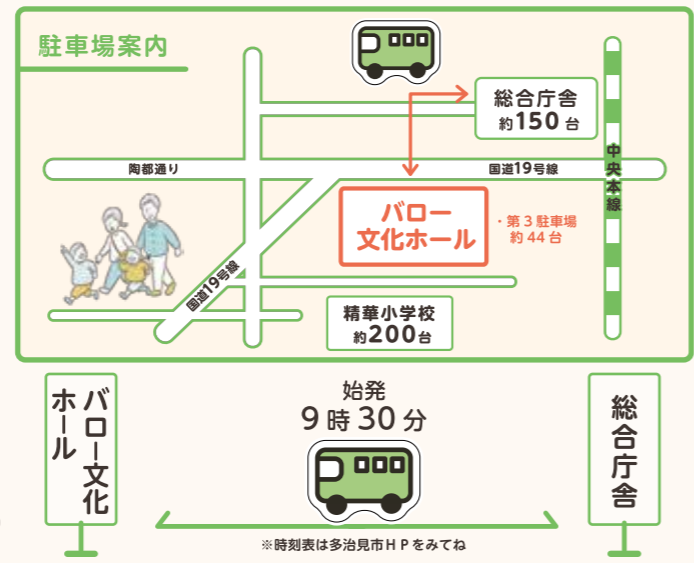 駐車場案内
総合庁舎
約150台
陶都通り
国道19号線
中央本線
バロー
文化ホール
・第3駐車場
約44台
国道19号線
精華小学校
約200台
バロー文化
ホール
始発
9時30分
総合庁舎
※時刻表は多治見市HPをみてね